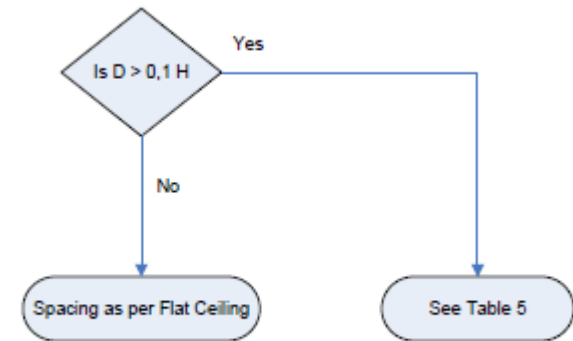 Yes
Is D > 0,1 H
No
Spacing as per Flat Ceiling
See Table 5